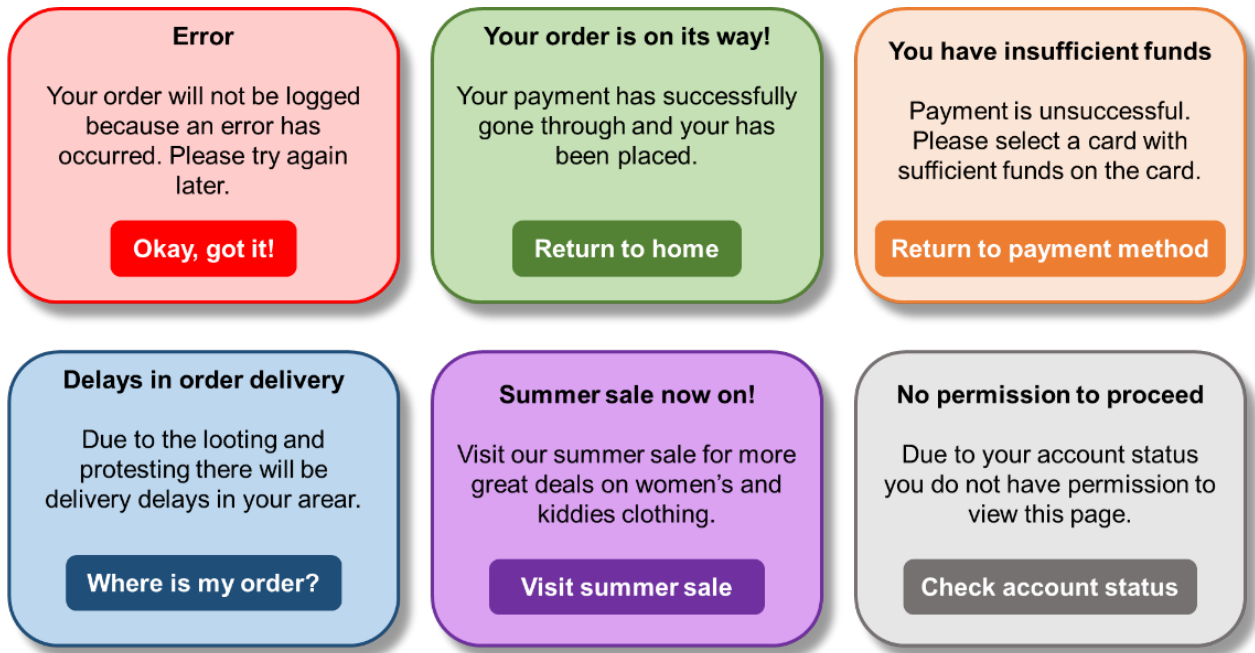 Error
Your order will not be logged
because an error has
occurred. Please try again
later.
Okay, got it!
Your order is on its way!
Your payment has successfully
gone through and your has
been placed.
Return to home
You have insufficient funds
Payment is unsuccessful.
Please select a card with
sufficient funds on the card.
Return to payment method
Delays in order delivery
Due to the looting and
protesting there will be
delivery delays in your arear.
Where is my order?
Summer sale now on!
Visit our summer sale for more
great deals on women’s and
kiddies clothing.
Visit summer sale
No permission to proceed
Due to your account status
you do not have permission to
view this page.
Check account status